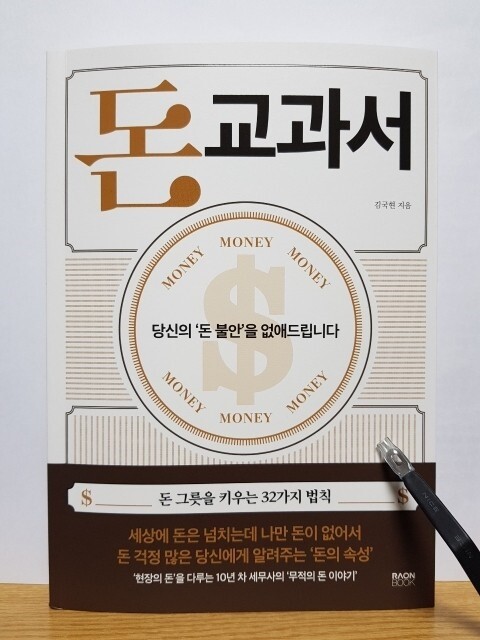 돈 교과서
김국현 지음
MONEY MONEY MONEY
$
당신의 '돈 불안'을 없애드립니다
MONEY MONEY MONEY
$ 돈 그릇을 키우는 32가지 법칙 $
세상에 돈은 넘치는데 나만 돈이 없어서
돈 걱정 많은 당신에게 알려주는 '돈의 속성'
'현장의 돈'을 다루는 10년 차 세무사의 '무적의 돈 이야기'
RAON
BOOK